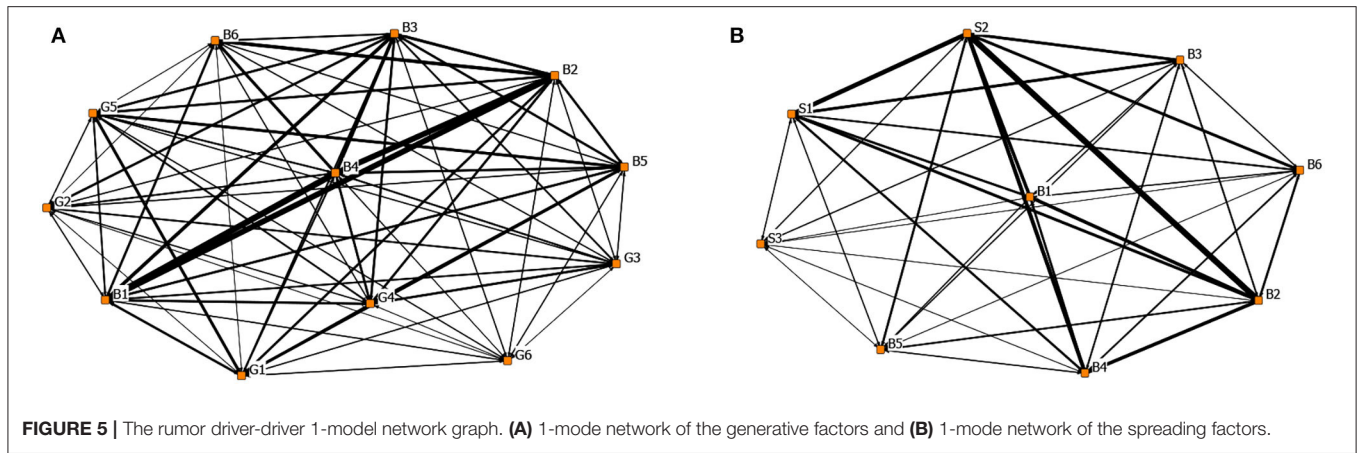 A
B6
B3
B2
G5
B4
B5
G2
G3
B1
G4
G6
G1
B
S2
B3
S1
B6
B1
S3
B2
B5
B4
FIGURE 5 | The rumor driver-driver 1-model network graph. (A) 1-mode network of the generative factors and (B) 1-mode network of the spreading factors.